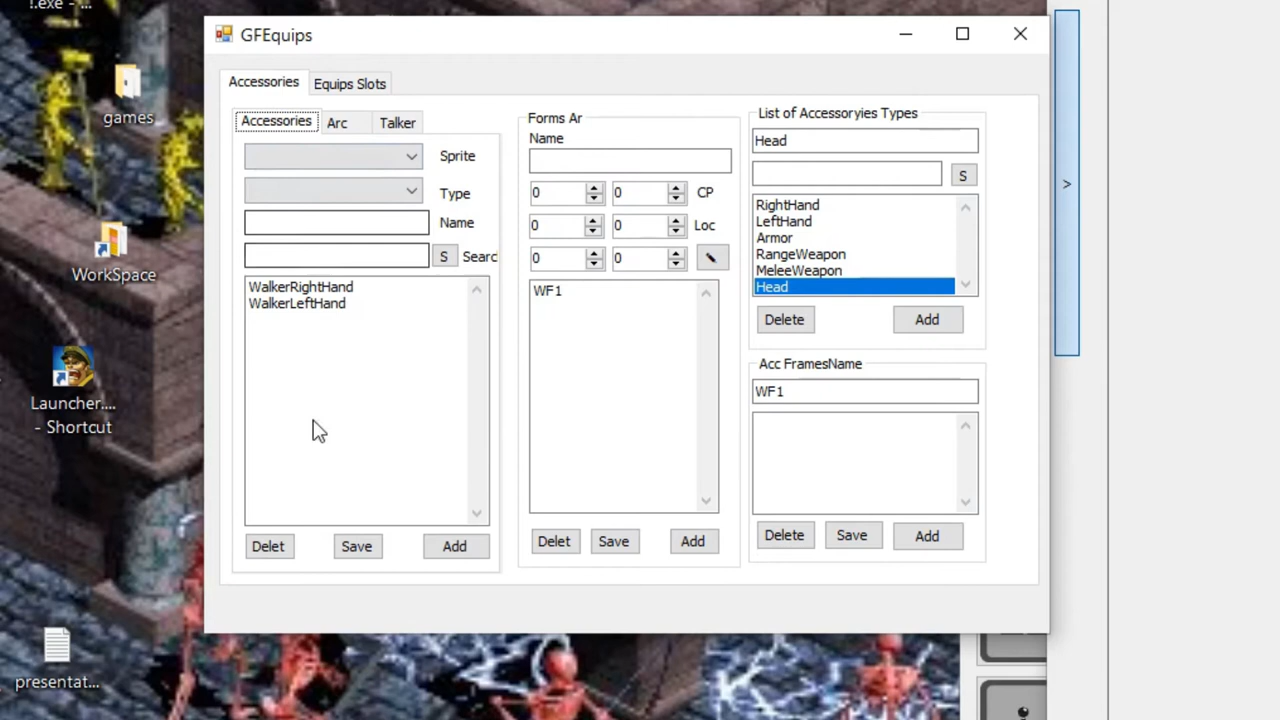 !.exe - ...
games
WorkSpace
Launcher....
- Shortcut
presentat...
GFEquips
Accessories
Equips Slots
Accessories
Arc
Talker
Sprite
Type
Name
S
Searc
WalkerRightHand
WalkerLeftHand
Delet
Save
Add
Forms Ar
Name
0
0
CP
0
0
Loc
0
0
WF1
Delet
Save
Add
List of Accessoryies Types
Head
S
RightHand
LeftHand
Armor
RangeWeapon
MeleeWeapon
Head
Delete
Add
Acc FramesName
WF1
Delete
Save
Add
>